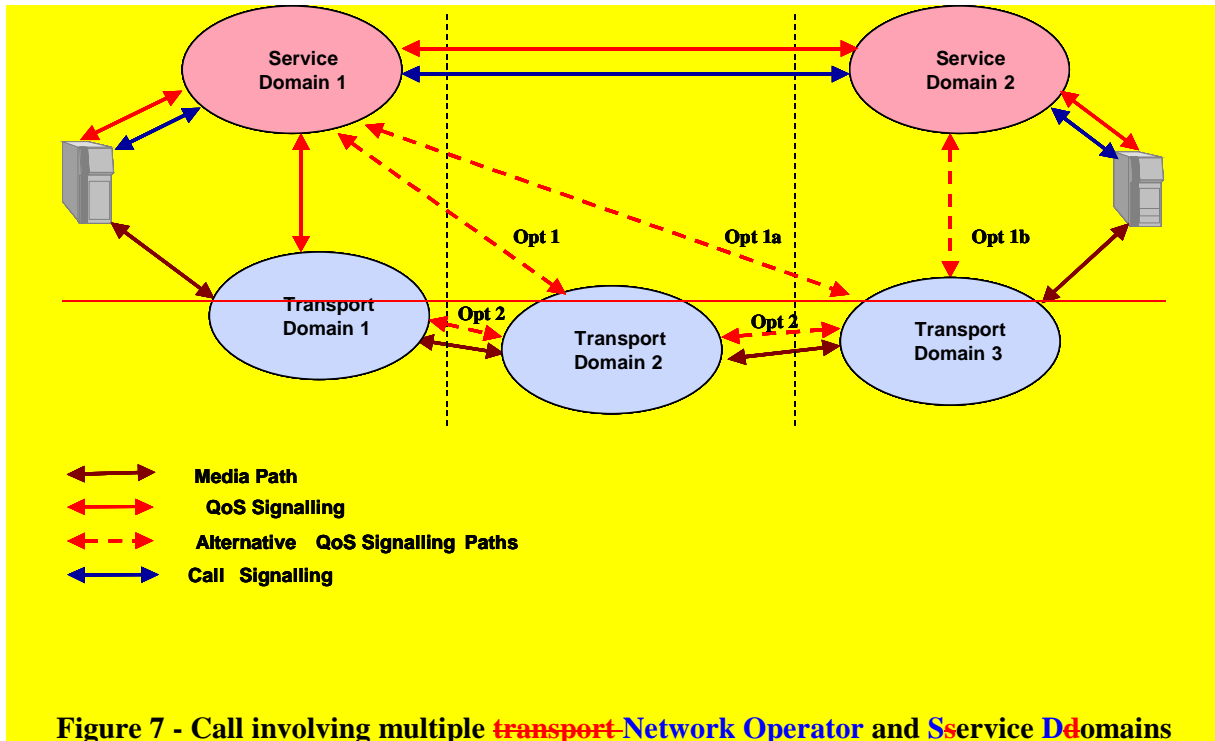 Service
Domain 1
Service
Domain 2
Opt 1
Opt 1a
Opt 1b
Transport
Domain 1
Opt 2
Transport
Domain 2
Opt 2
Transport
Domain 3
Media Path
QoS Signalling
Alternative QoS Signalling Paths
Call Signalling
Figure 7 - Call involving multiple transport Network Operator and Sservice Ddomains